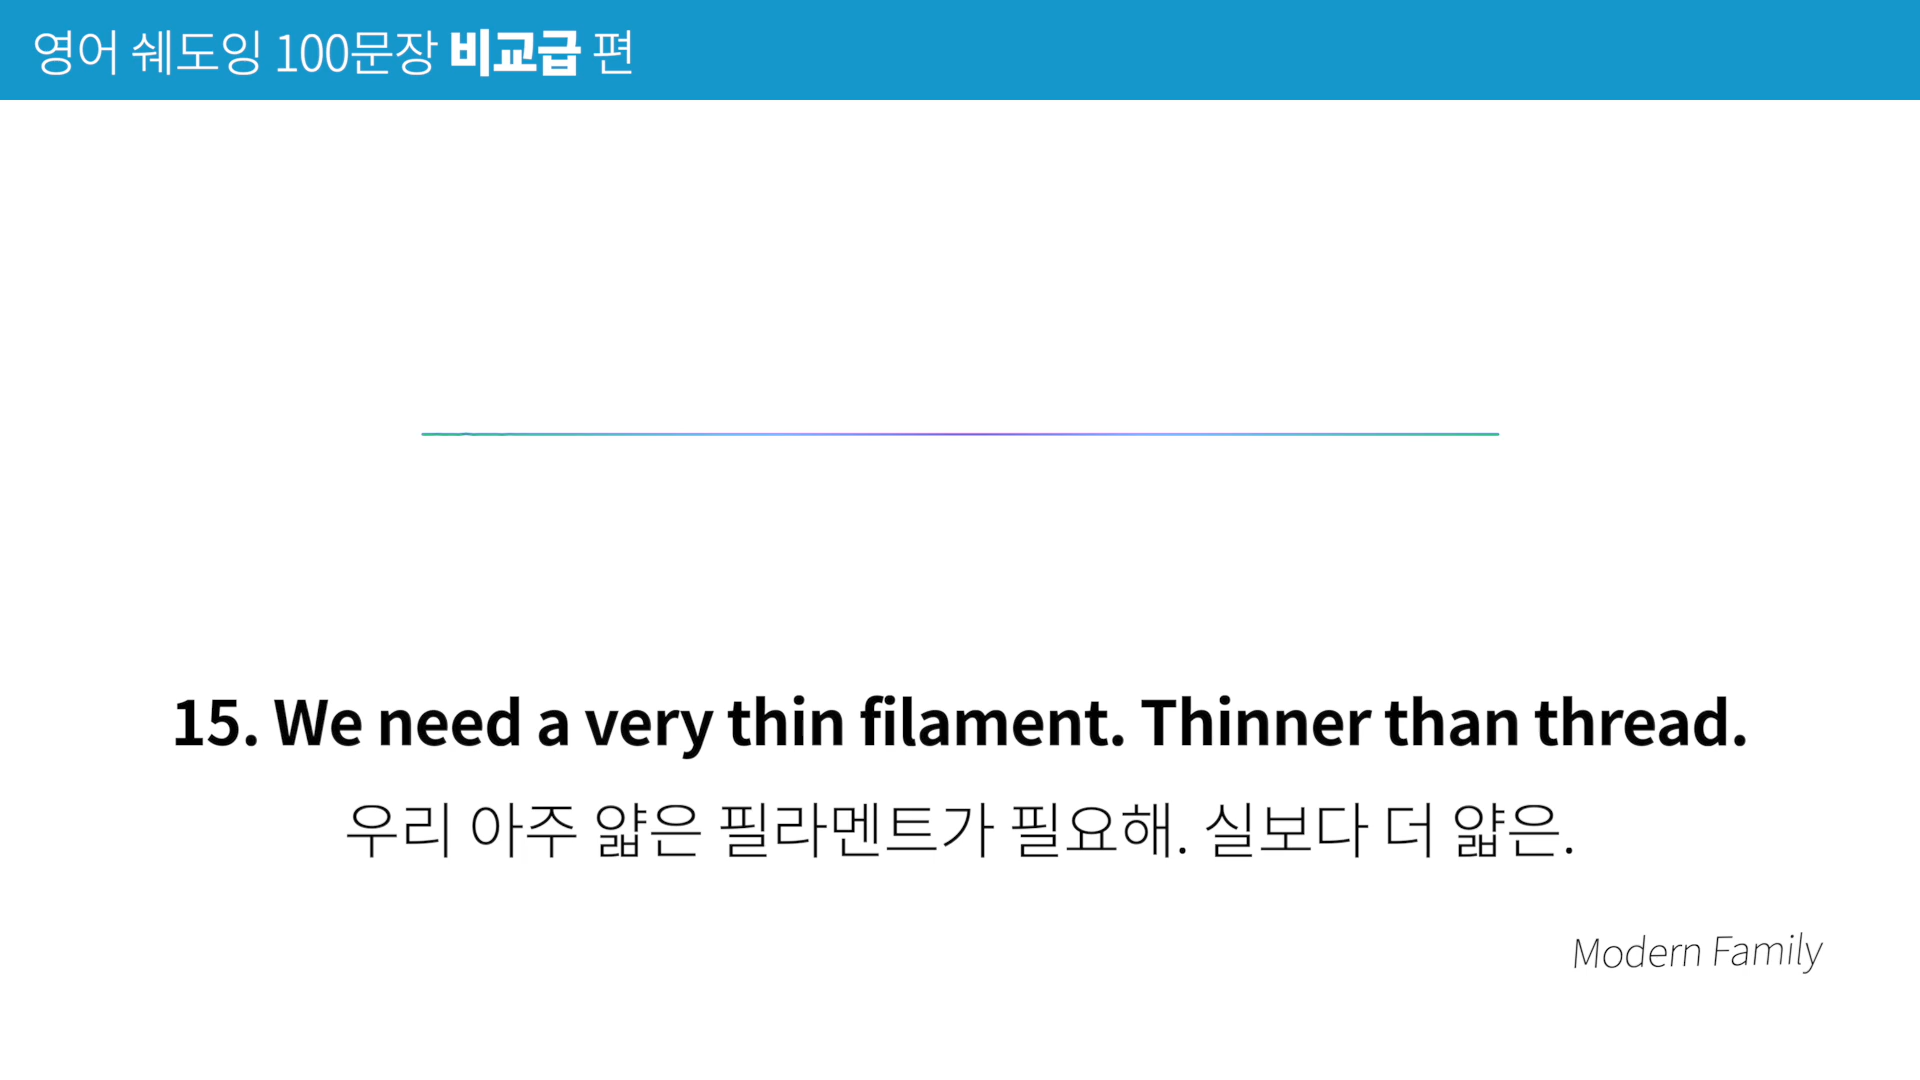 영어 쉐도잉 100문장 비교급 편
15. We need a very thin filament. Thinner than thread.
우리 아주 얇은 필라멘트가 필요해. 실보다 더 얇은.
Modern Family